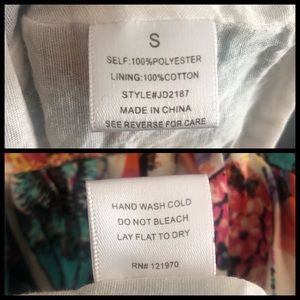 S
SELF:100%POLYESTER
LINING:100%COTTON
STYLE#JD2187
MADE IN CHINA
SEE REVERSE FOR CARE
HAND WASH COLD
DO NOT BLEACH
LAY FLAT TO DRY
RN# 121970